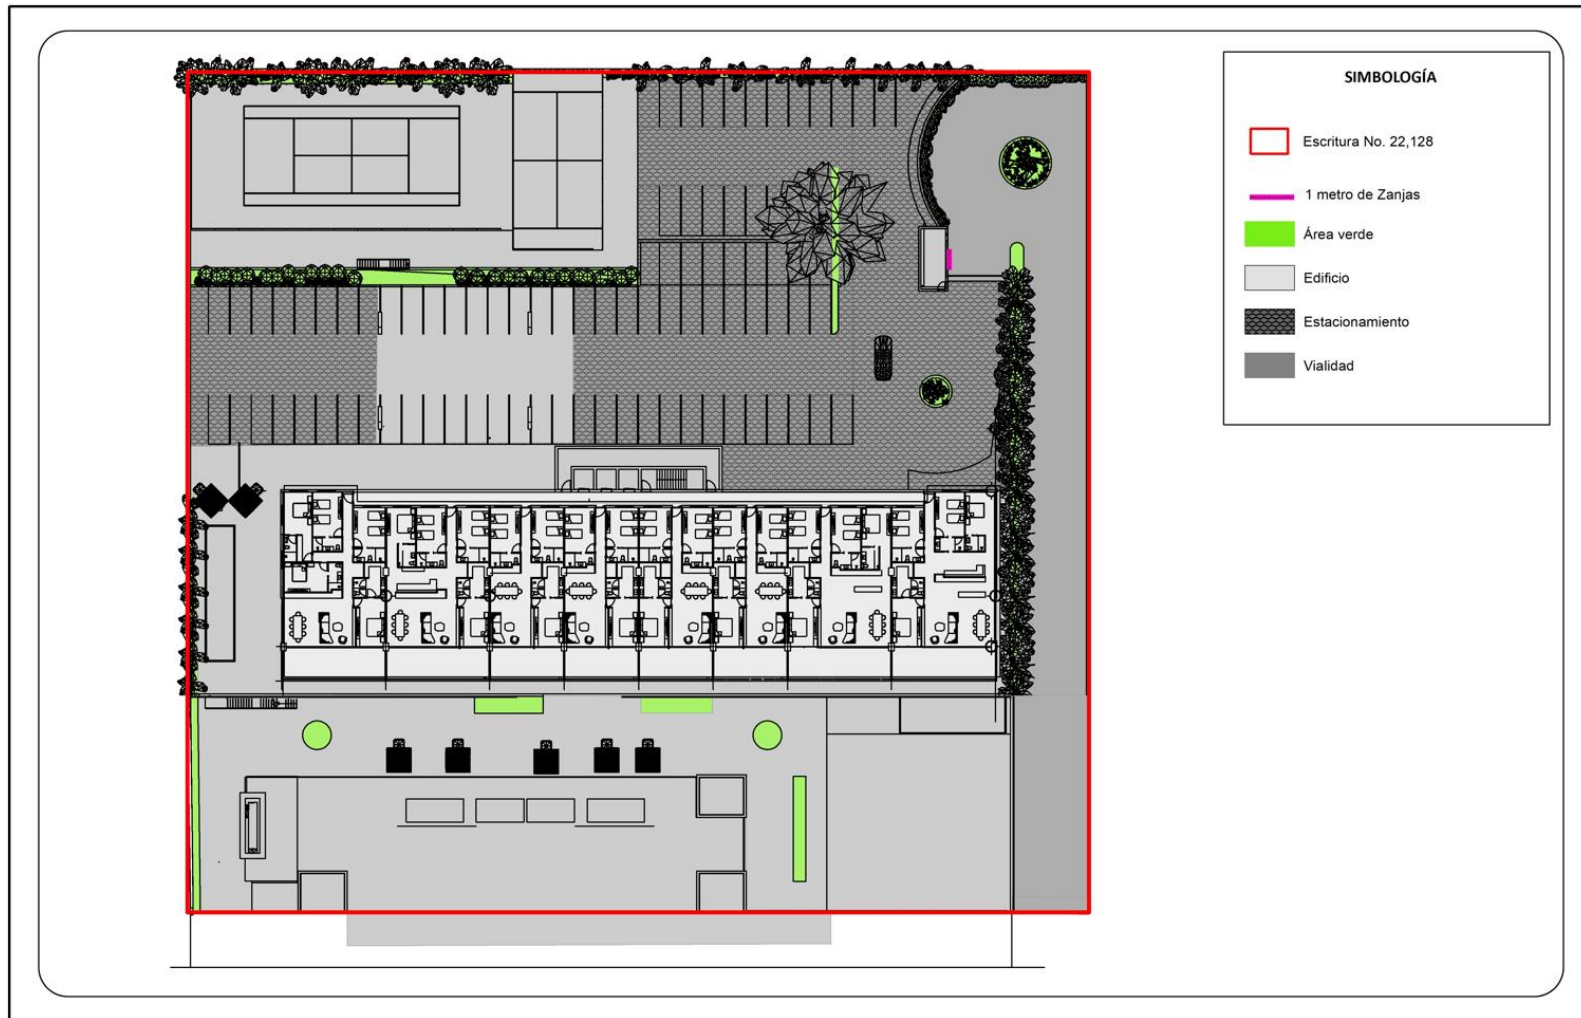 SIMBOLOGÍA
Escritura No. 22,128
1 metro de Zanjas
Área verde
Edificio
Estacionamiento
Vialidad